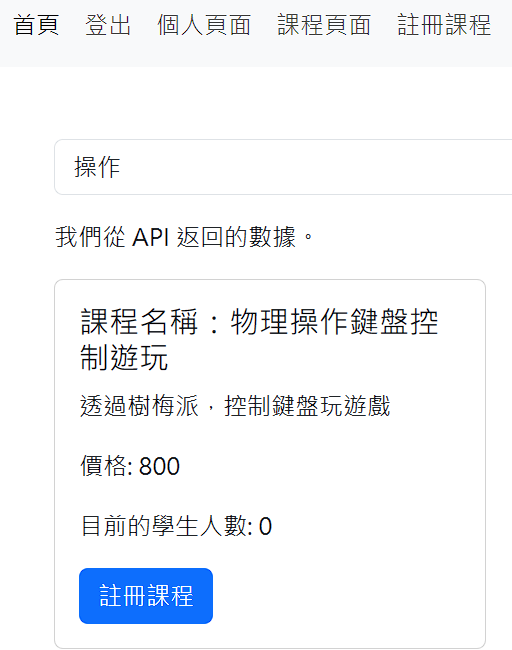 首頁 登出 個人頁面 課程頁面 註冊課程
操作
我們從 API 返回的數據。
課程名稱：物理操作鍵盤控
制遊玩
透過樹梅派，控制鍵盤玩遊戲
價格: 800
目前的學生人數: 0
註冊課程